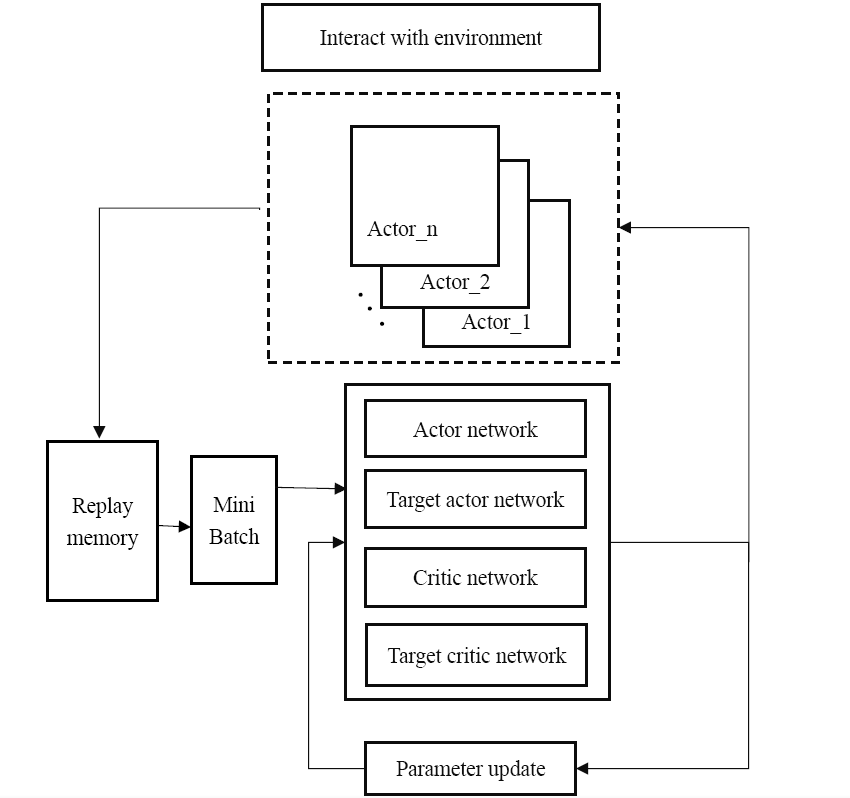 Interact with environment
Actor_n
Actor_2
Actor_1
Actor network
Replay
memory
Mini
Batch
Target actor network
Critic network
Target critic network
Parameter update